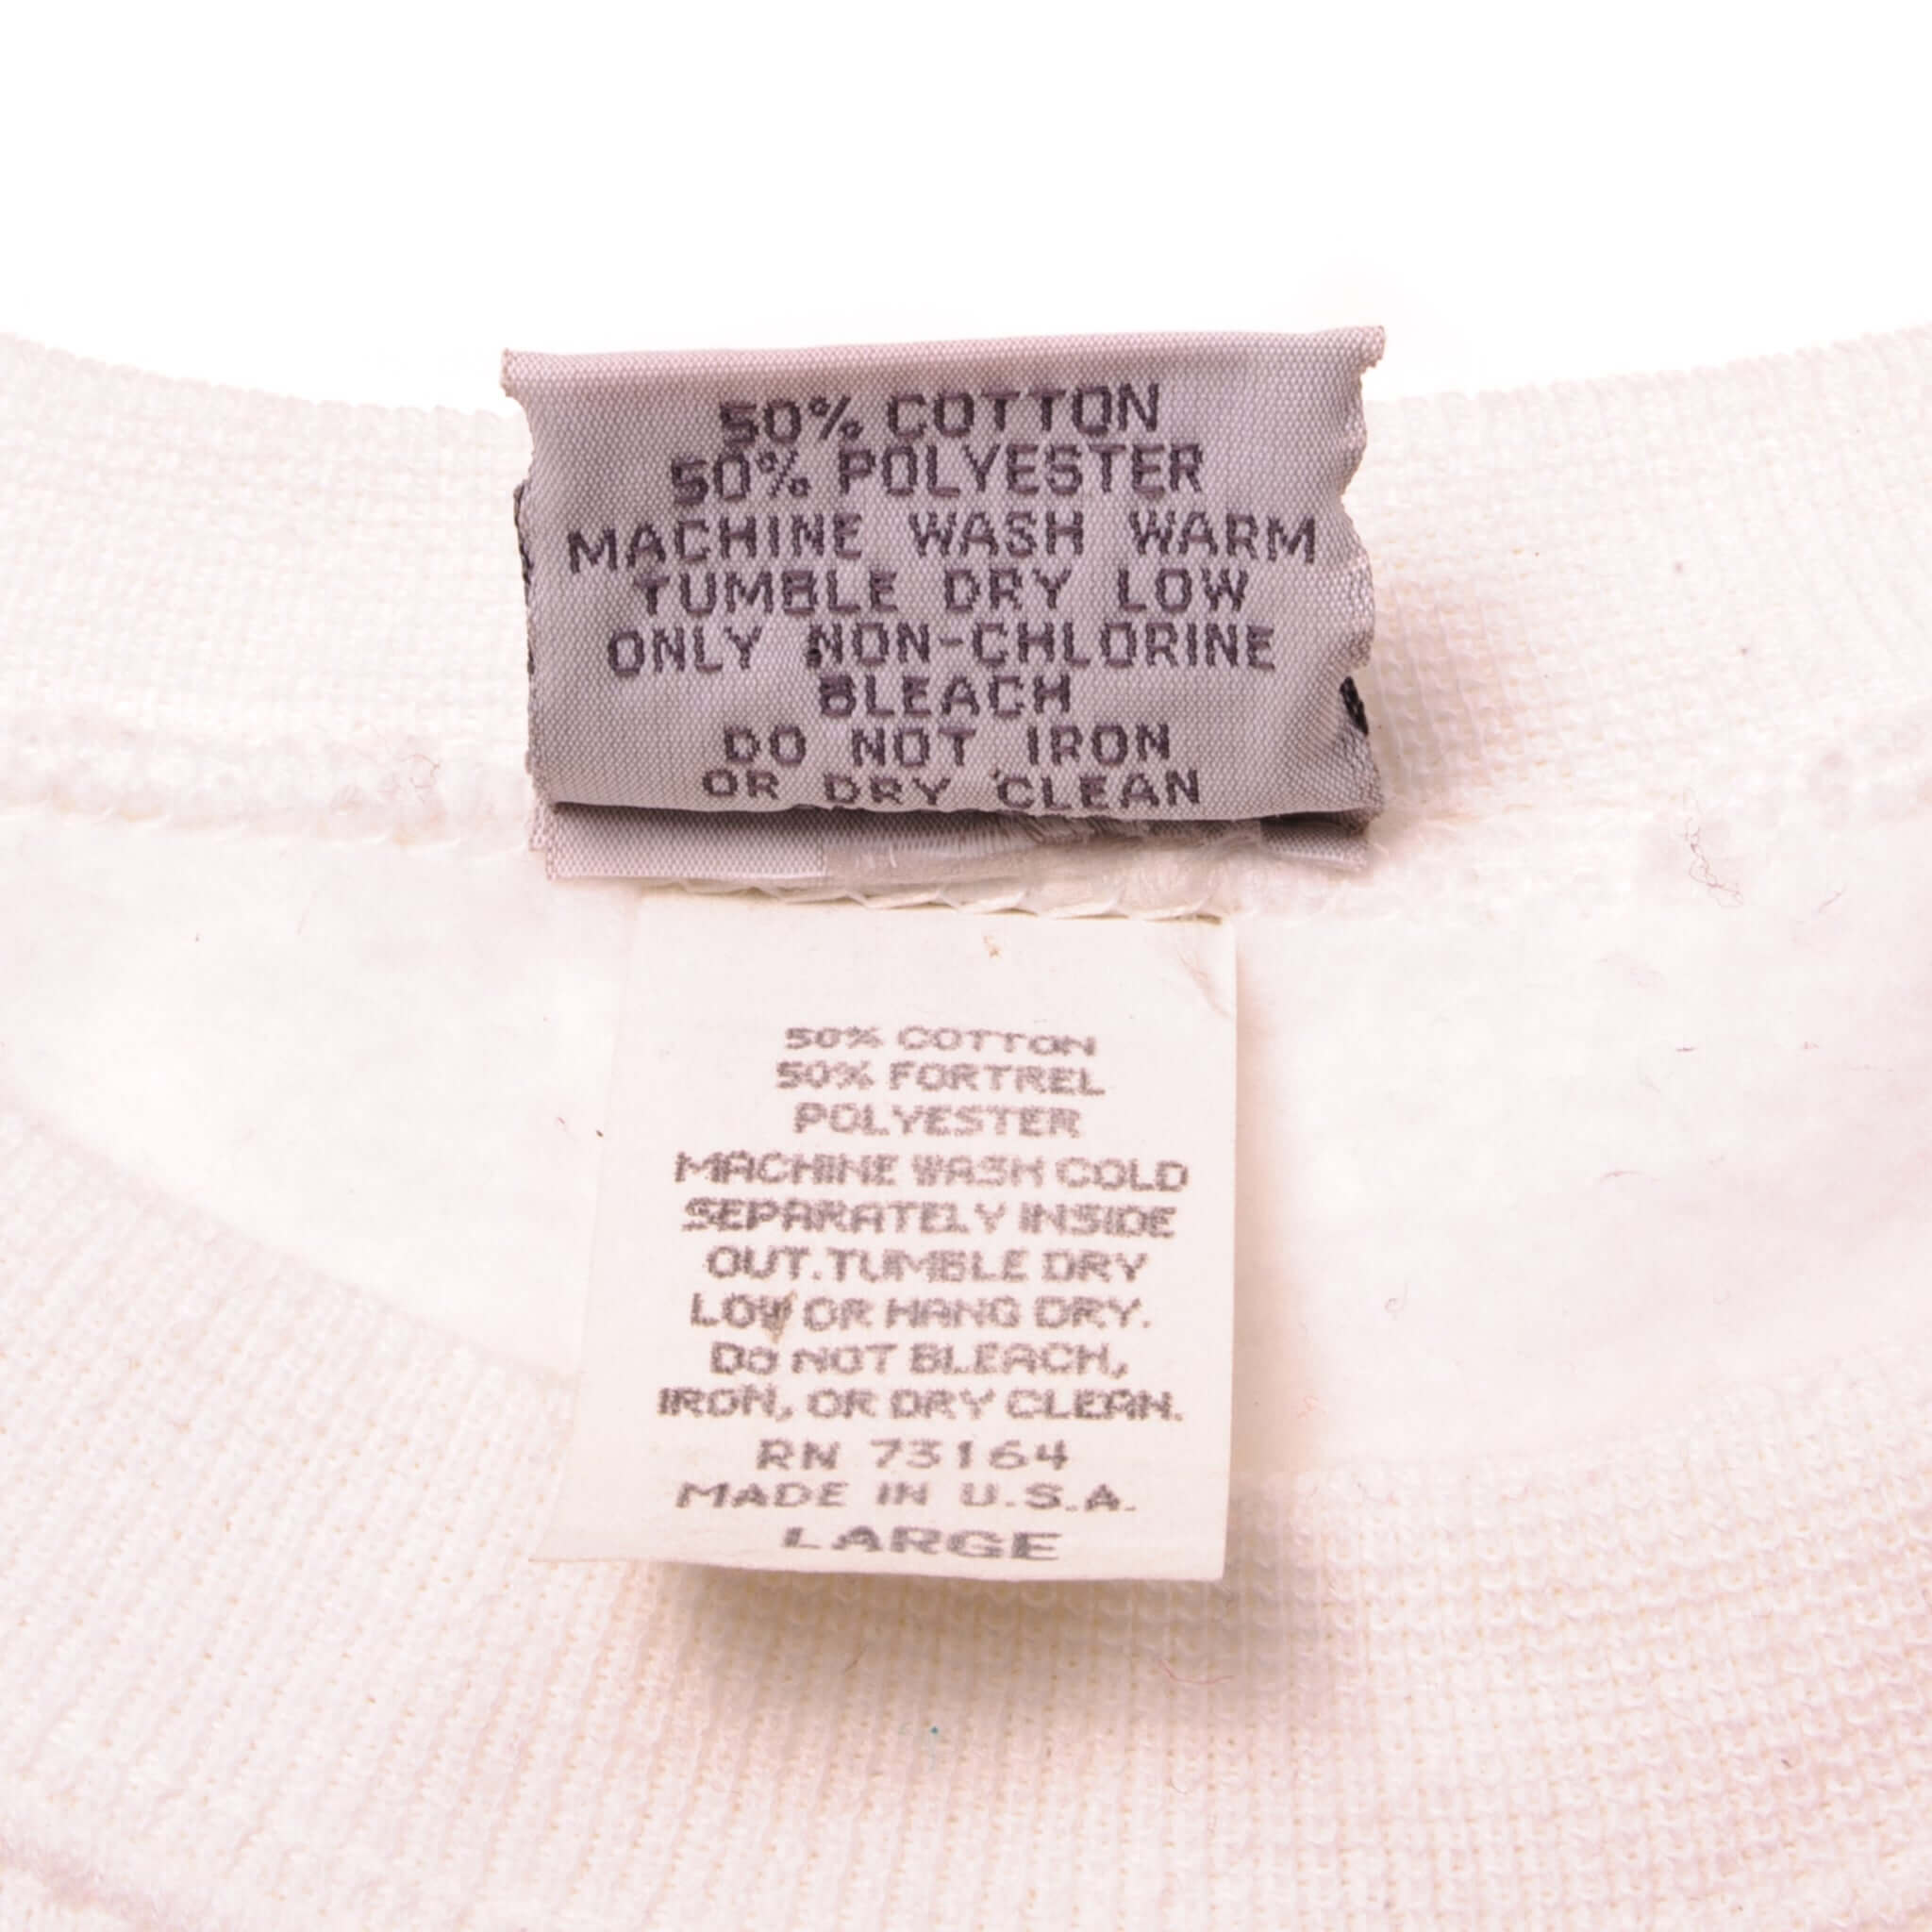 50% COTTON
50% POLYESTER
MACHINE WASH WARM
TUMBLE DRY LOW
ONLY NON-CHLORINE
BLEACH
DO NOT IRON
OR DRY CLEAN
50% COTTON
50% FORTREL
POLYESTER
MACHINE WASH COLD
SEPARATELY INSIDE
OUT.TUMBLE DRY
LOW OR HANG DRY.
DO NOT BLEACH,
IRON, OR DRY CLEAN.
RN 73164
MADE IN U.S.A.
LARGE